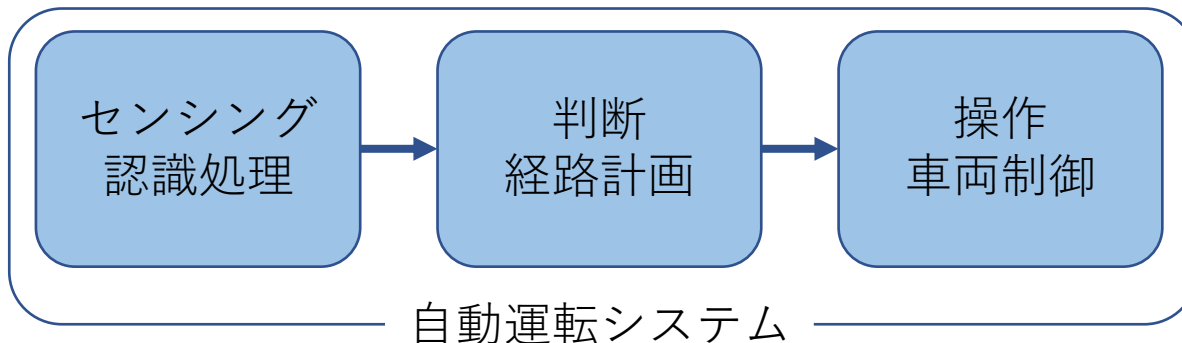 センシング
認識処理
判断
経路計画
操作
車両制御
自動運転システム